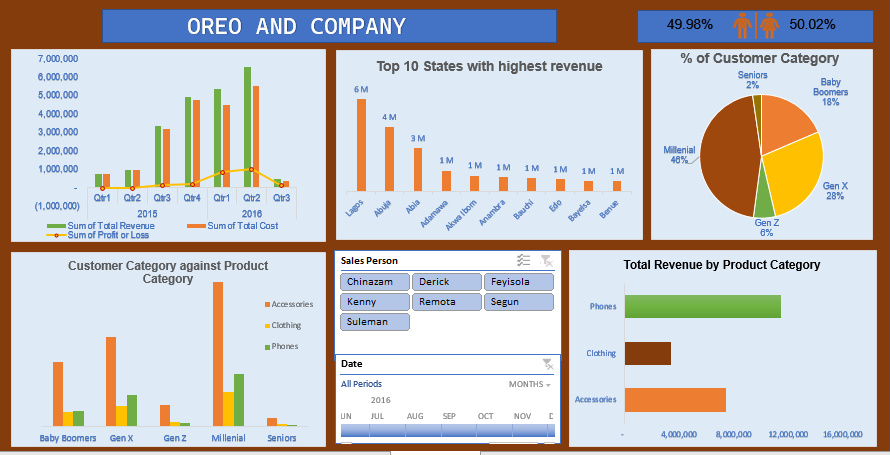 OREO AND COMPANY
49.98% 50.02%
7,000,000
6,000,000
5,000,000
4,000,000
3,000,000
2,000,000
1,000,000
-
(1,000,000)
Qtr1 Qtr2 Qtr3 Qtr4 Qtr1 Qtr2 Qtr3
2015 2016
Sum of Total Revenue Sum of Total Cost
Sum of Profit or Loss
Top 10 States with highest revenue
6 M
4 M
3 M
1 M 1 M 1 M 1 M 1 M 1 M 1 M
Lagos Abuja Abia Adamawa Akwa Ibom Anambra Bauchi Edo Bayelsa Benue
% of Customer Category
Seniors
2%
Baby
Boomers
18%
Millenial
46%
Gen X
28%
Gen Z
6%
Customer Category against Product
Category
Accessories
Clothing
Phones
Baby Boomers Gen X Gen Z Millenial Seniors
Sales Person
Chinazam Derick Feyisola
Kenny Remota Segun
Suleman
Date
All Periods MONTHS
2016
JUL AUG SEP OCT NOV
Total Revenue by Product Category
Phones
Clothing
Accessories
- 4,000,000 8,000,000 12,000,000 16,000,000